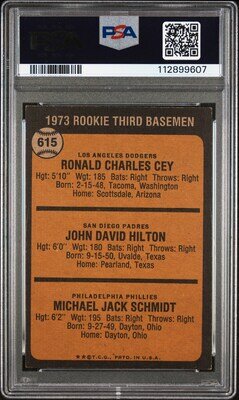 PSA
112899607
1973 ROOKIE THIRD BASEMEN
615
LOS ANGELES DODGERS
RONALD CHARLES CEY
Hgt: 5'10" Wgt: 185 Bats: Right Throws: Right
Born: 2-15-48, Tacoma, Washington
Home: Scottsdale, Arizona
SAN DIEGO PADRES
JOHN DAVID HILTON
Hgt: 6'0" Wgt: 180 Bats: Right Throws: Right
Born: 9-15-50, Uvalde, Texas
Home: Pearland, Texas
PHILADELPHIA PHILLIES
MICHAEL JACK SCHMIDT
Hgt: 6'2" Wgt: 195 Bats: Right Throws: Right
Born: 9-27-49, Dayton, Ohio
Home: Dayton, Ohio
★★©T.C.G. PRTD. IN U.S.A.